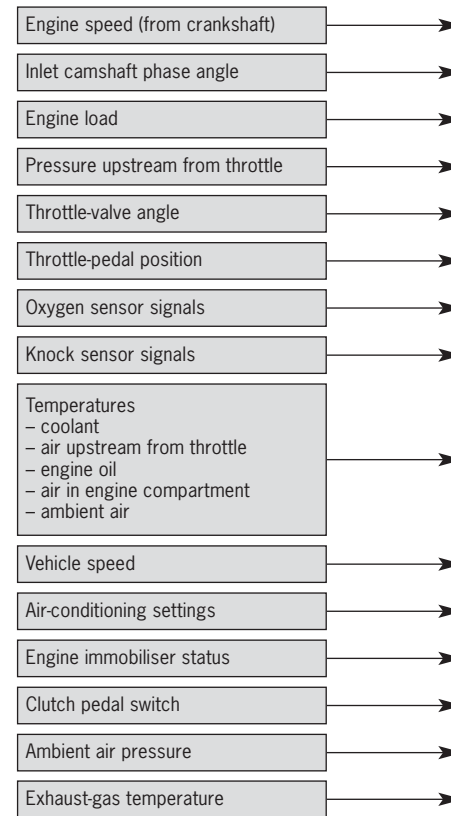 Engine speed (from crankshaft)
Inlet camshaft phase angle
Engine load
Pressure upstream from throttle
Throttle-valve angle
Throttle-pedal position
Oxygen sensor signals
Knock sensor signals
Temperatures
– coolant
– air upstream from throttle
– engine oil
– air in engine compartment
– ambient air
Vehicle speed
Air-conditioning settings
Engine immobiliser status
Clutch pedal switch
Ambient air pressure
Exhaust-gas temperature